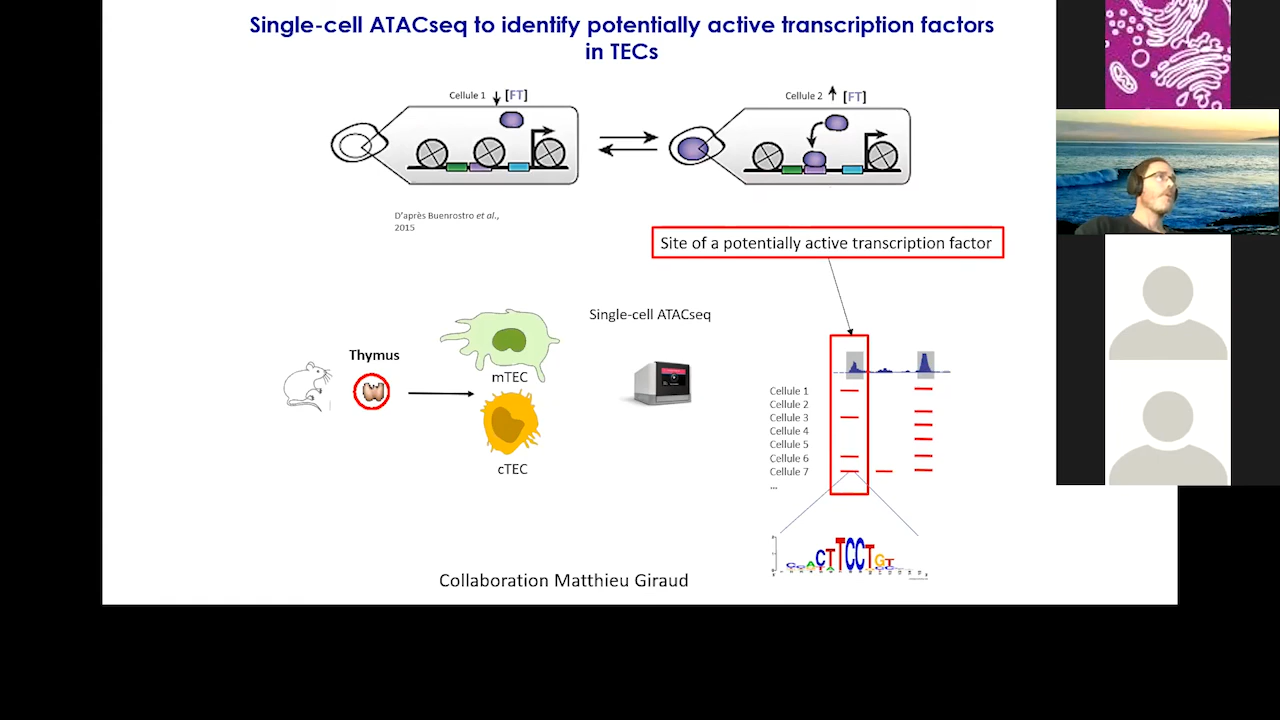 Single-cell ATACseq to identify potentially active transcription factors
in TECs
Cellule 1 [FT]
Cellule 2 [FT]
D'après Buenrostro et al.,
2015
Site of a potentially active transcription factor
Single-cell ATACseq
Thymus
mTEC
cTEC
Cellule 1
Cellule 2
Cellule 3
Cellule 4
Cellule 5
Cellule 6
Cellule 7
...
CTTCCTGT
Collaboration Matthieu Giraud